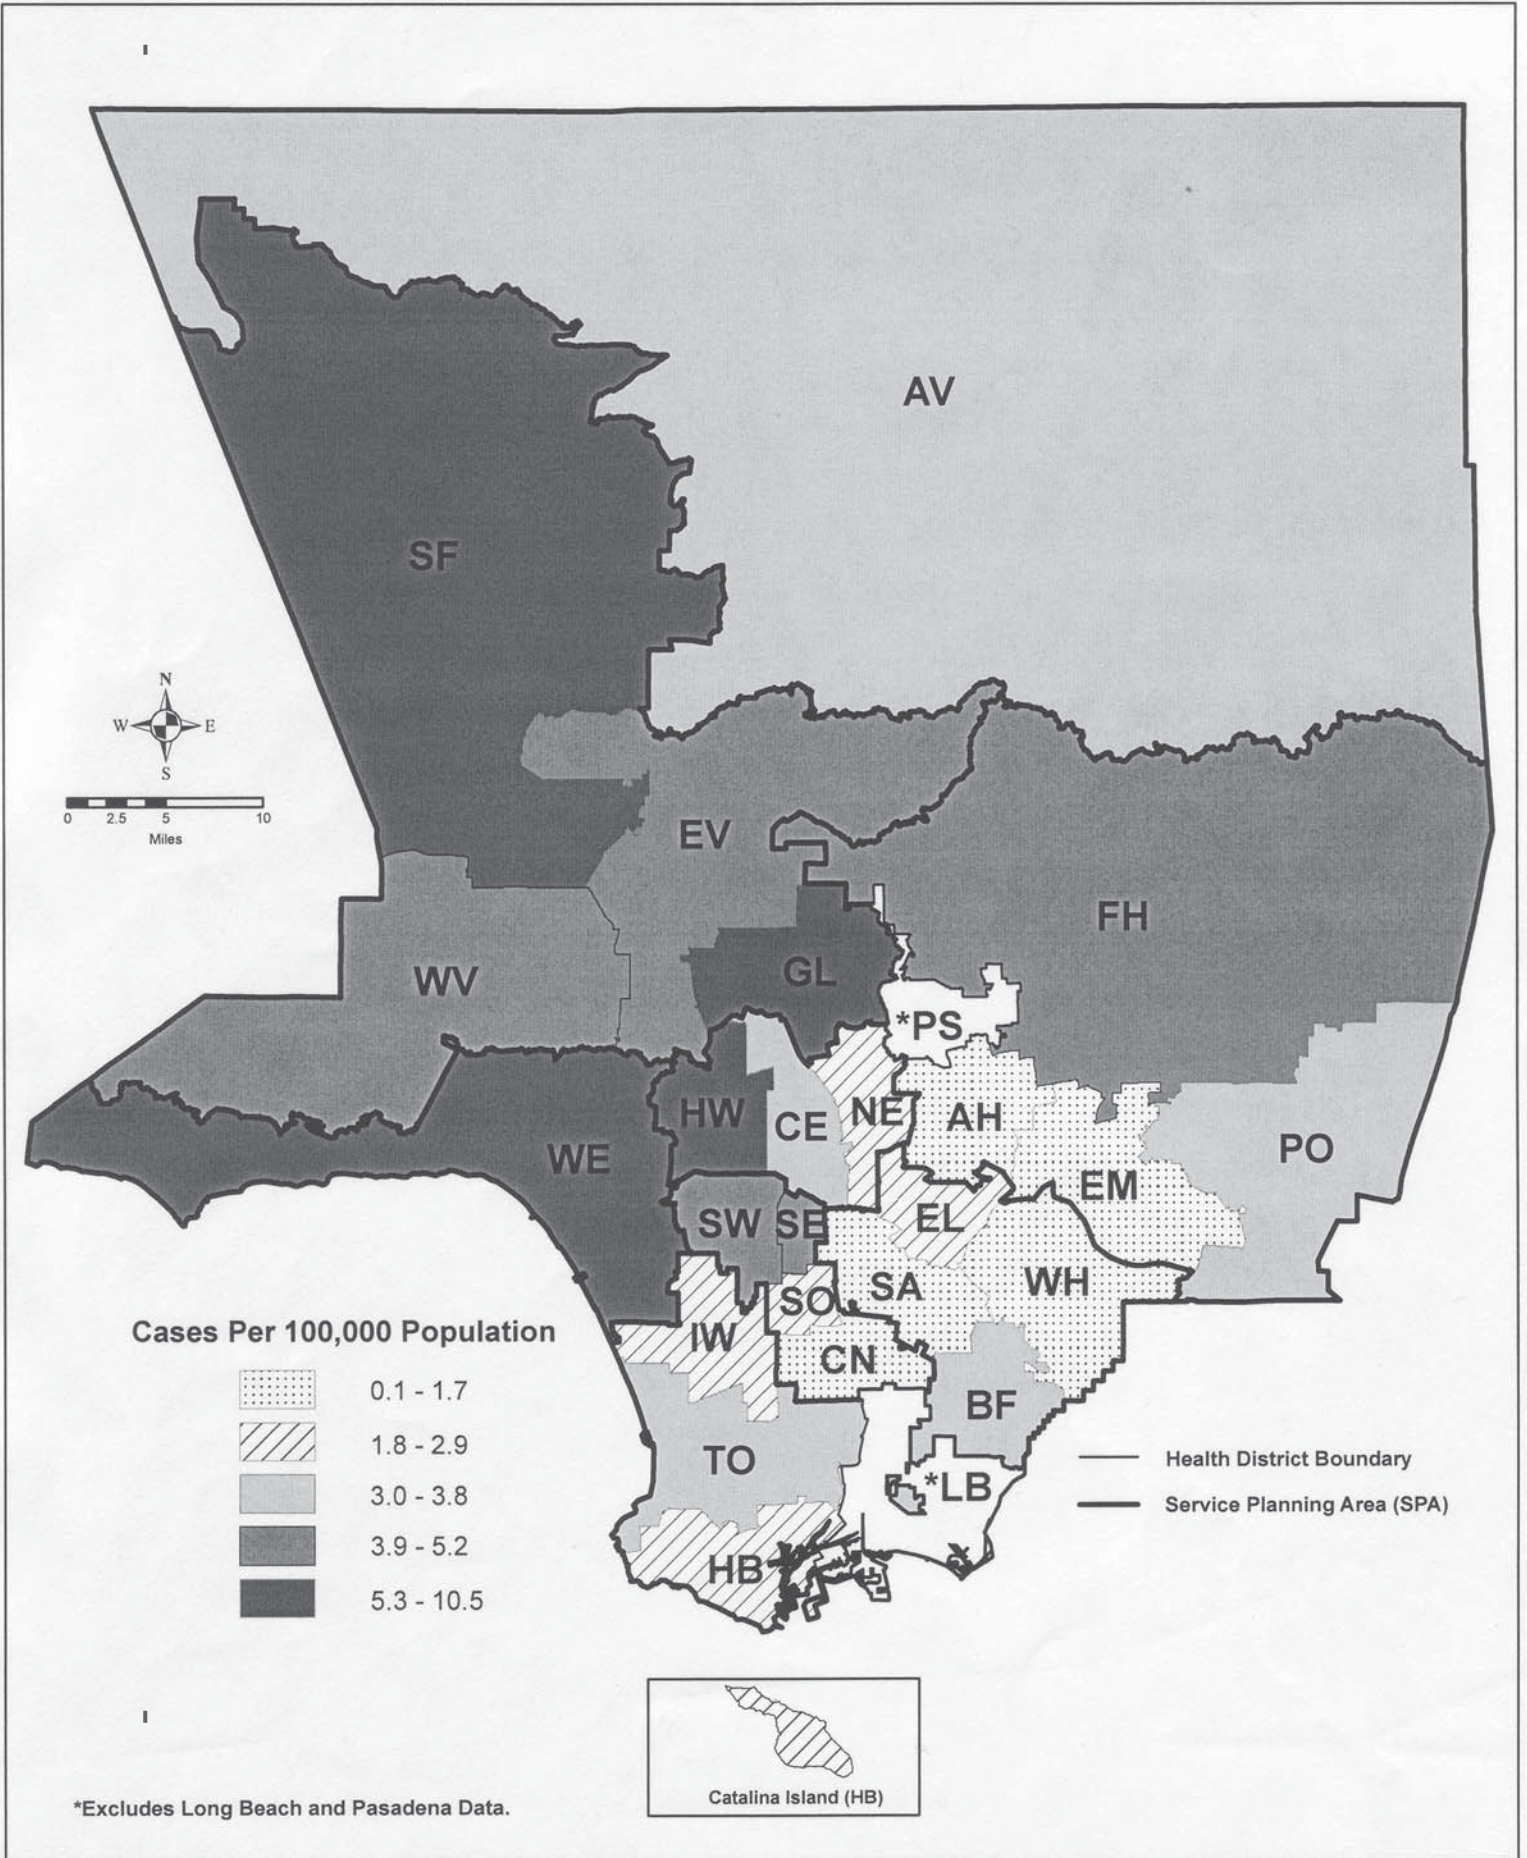 AV
SF
N
W E
S
0 2.5 5 10
Miles
EV
FH
WV
GL
*PS
HW
CE
NE
AH
WE
PO
EM
SW
SE
EL
SA
WH
SO
IW
CN
BF
TO
*LB
HB
Cases Per 100,000 Population
0.1 - 1.7
1.8 - 2.9
3.0 - 3.8
3.9 - 5.2
5.3 - 10.5
Health District Boundary
Service Planning Area (SPA)
Catalina Island (HB)
*Excludes Long Beach and Pasadena Data.